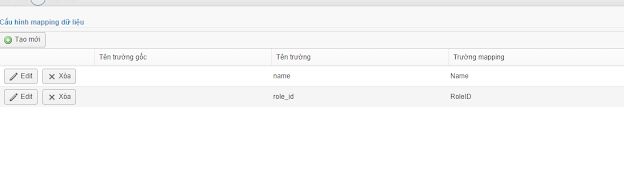 Cấu hình mapping dữ liệu
Tạo mới
Tên trường gốc Tên trường Trường mapping
Edit Xóa name Name
Edit Xóa role_id RoleID